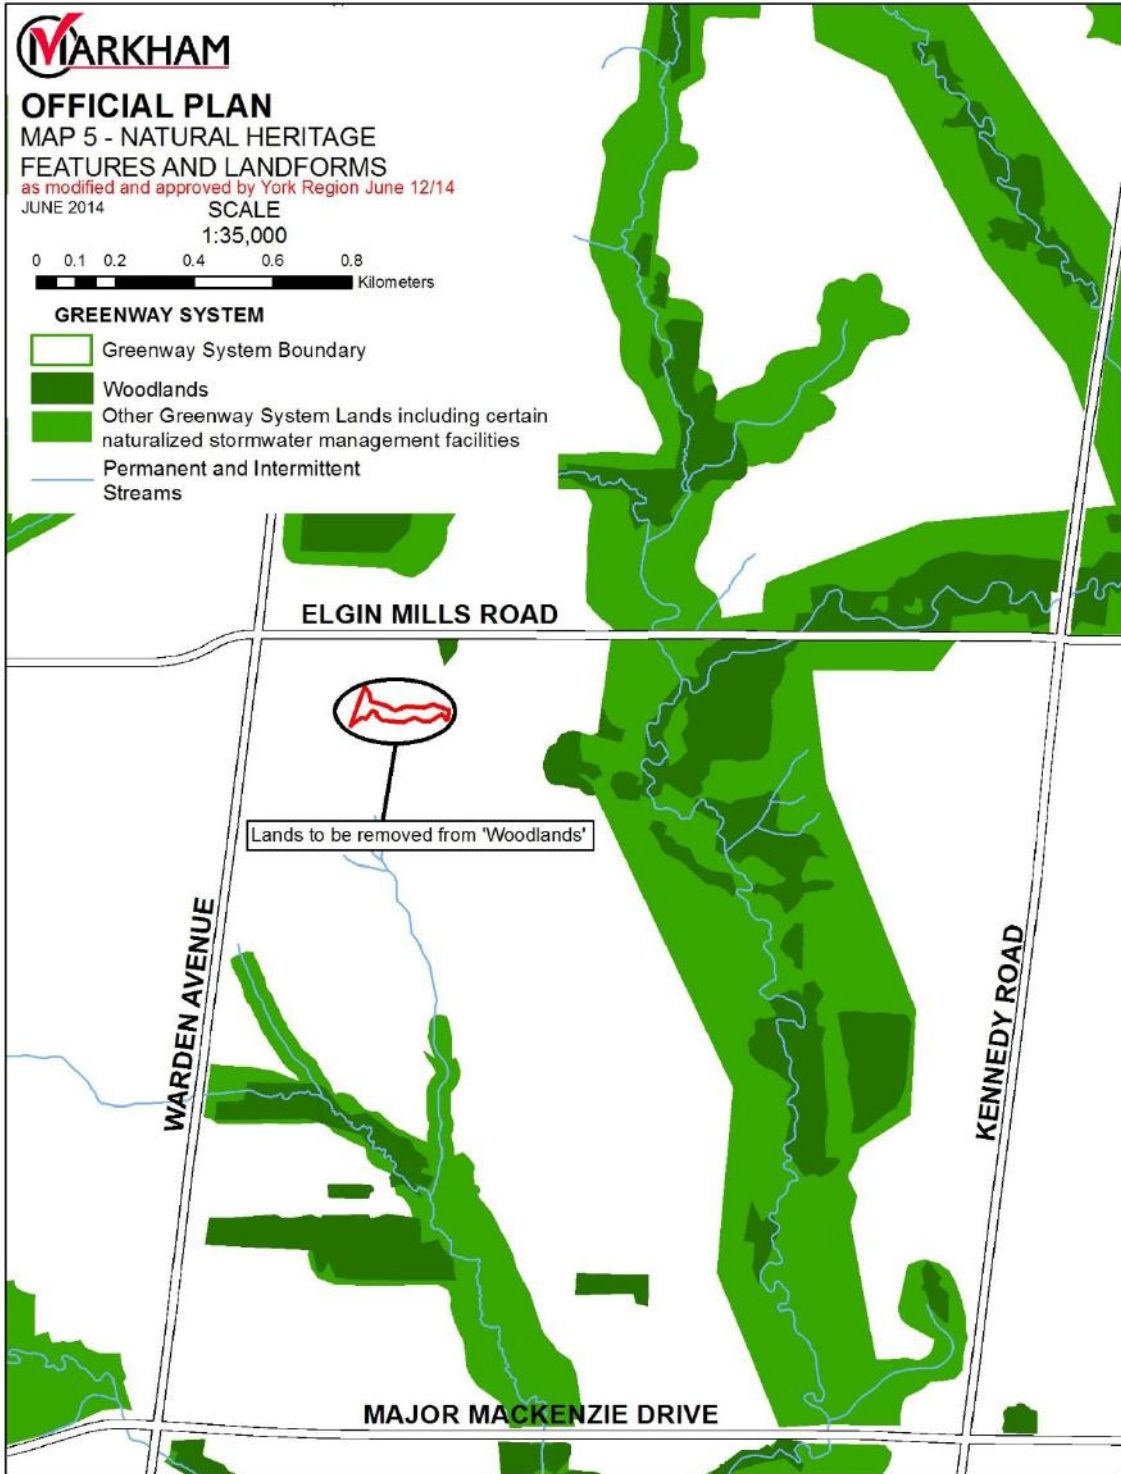 MARKHAM
OFFICIAL PLAN
MAP 5 - NATURAL HERITAGE
FEATURES AND LANDFORMS
as modified and approved by York Region June 12/14
JUNE 2014
SCALE
1:35,000
0 0.1 0.2 0.4 0.6 0.8
Kilometers
GREENWAY SYSTEM
Greenway System Boundary
Woodlands
Other Greenway System Lands including certain
naturalized stormwater management facilities
Permanent and Intermittent
Streams
ELGIN MILLS ROAD
Lands to be removed from 'Woodlands'
WARDEN AVENUE
KENNEDY ROAD
MAJOR MACKENZIE DRIVE